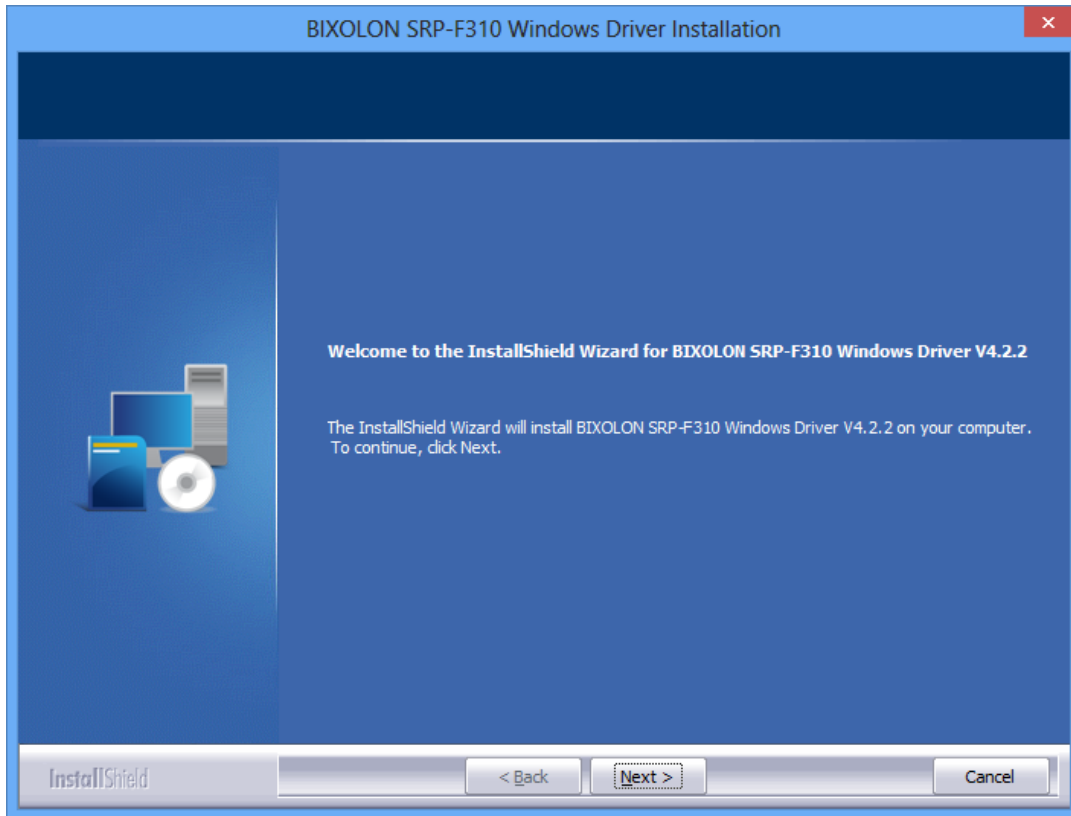 BIXOLON SRP-F310 Windows Driver Installation
Welcome to the InstallShield Wizard for BIXOLON SRP-F310 Windows Driver V4.2.2
The InstallShield Wizard will install BIXOLON SRP-F310 Windows Driver V4.2.2 on your computer.
To continue, click Next.
InstallShield
< Back
Next >
Cancel